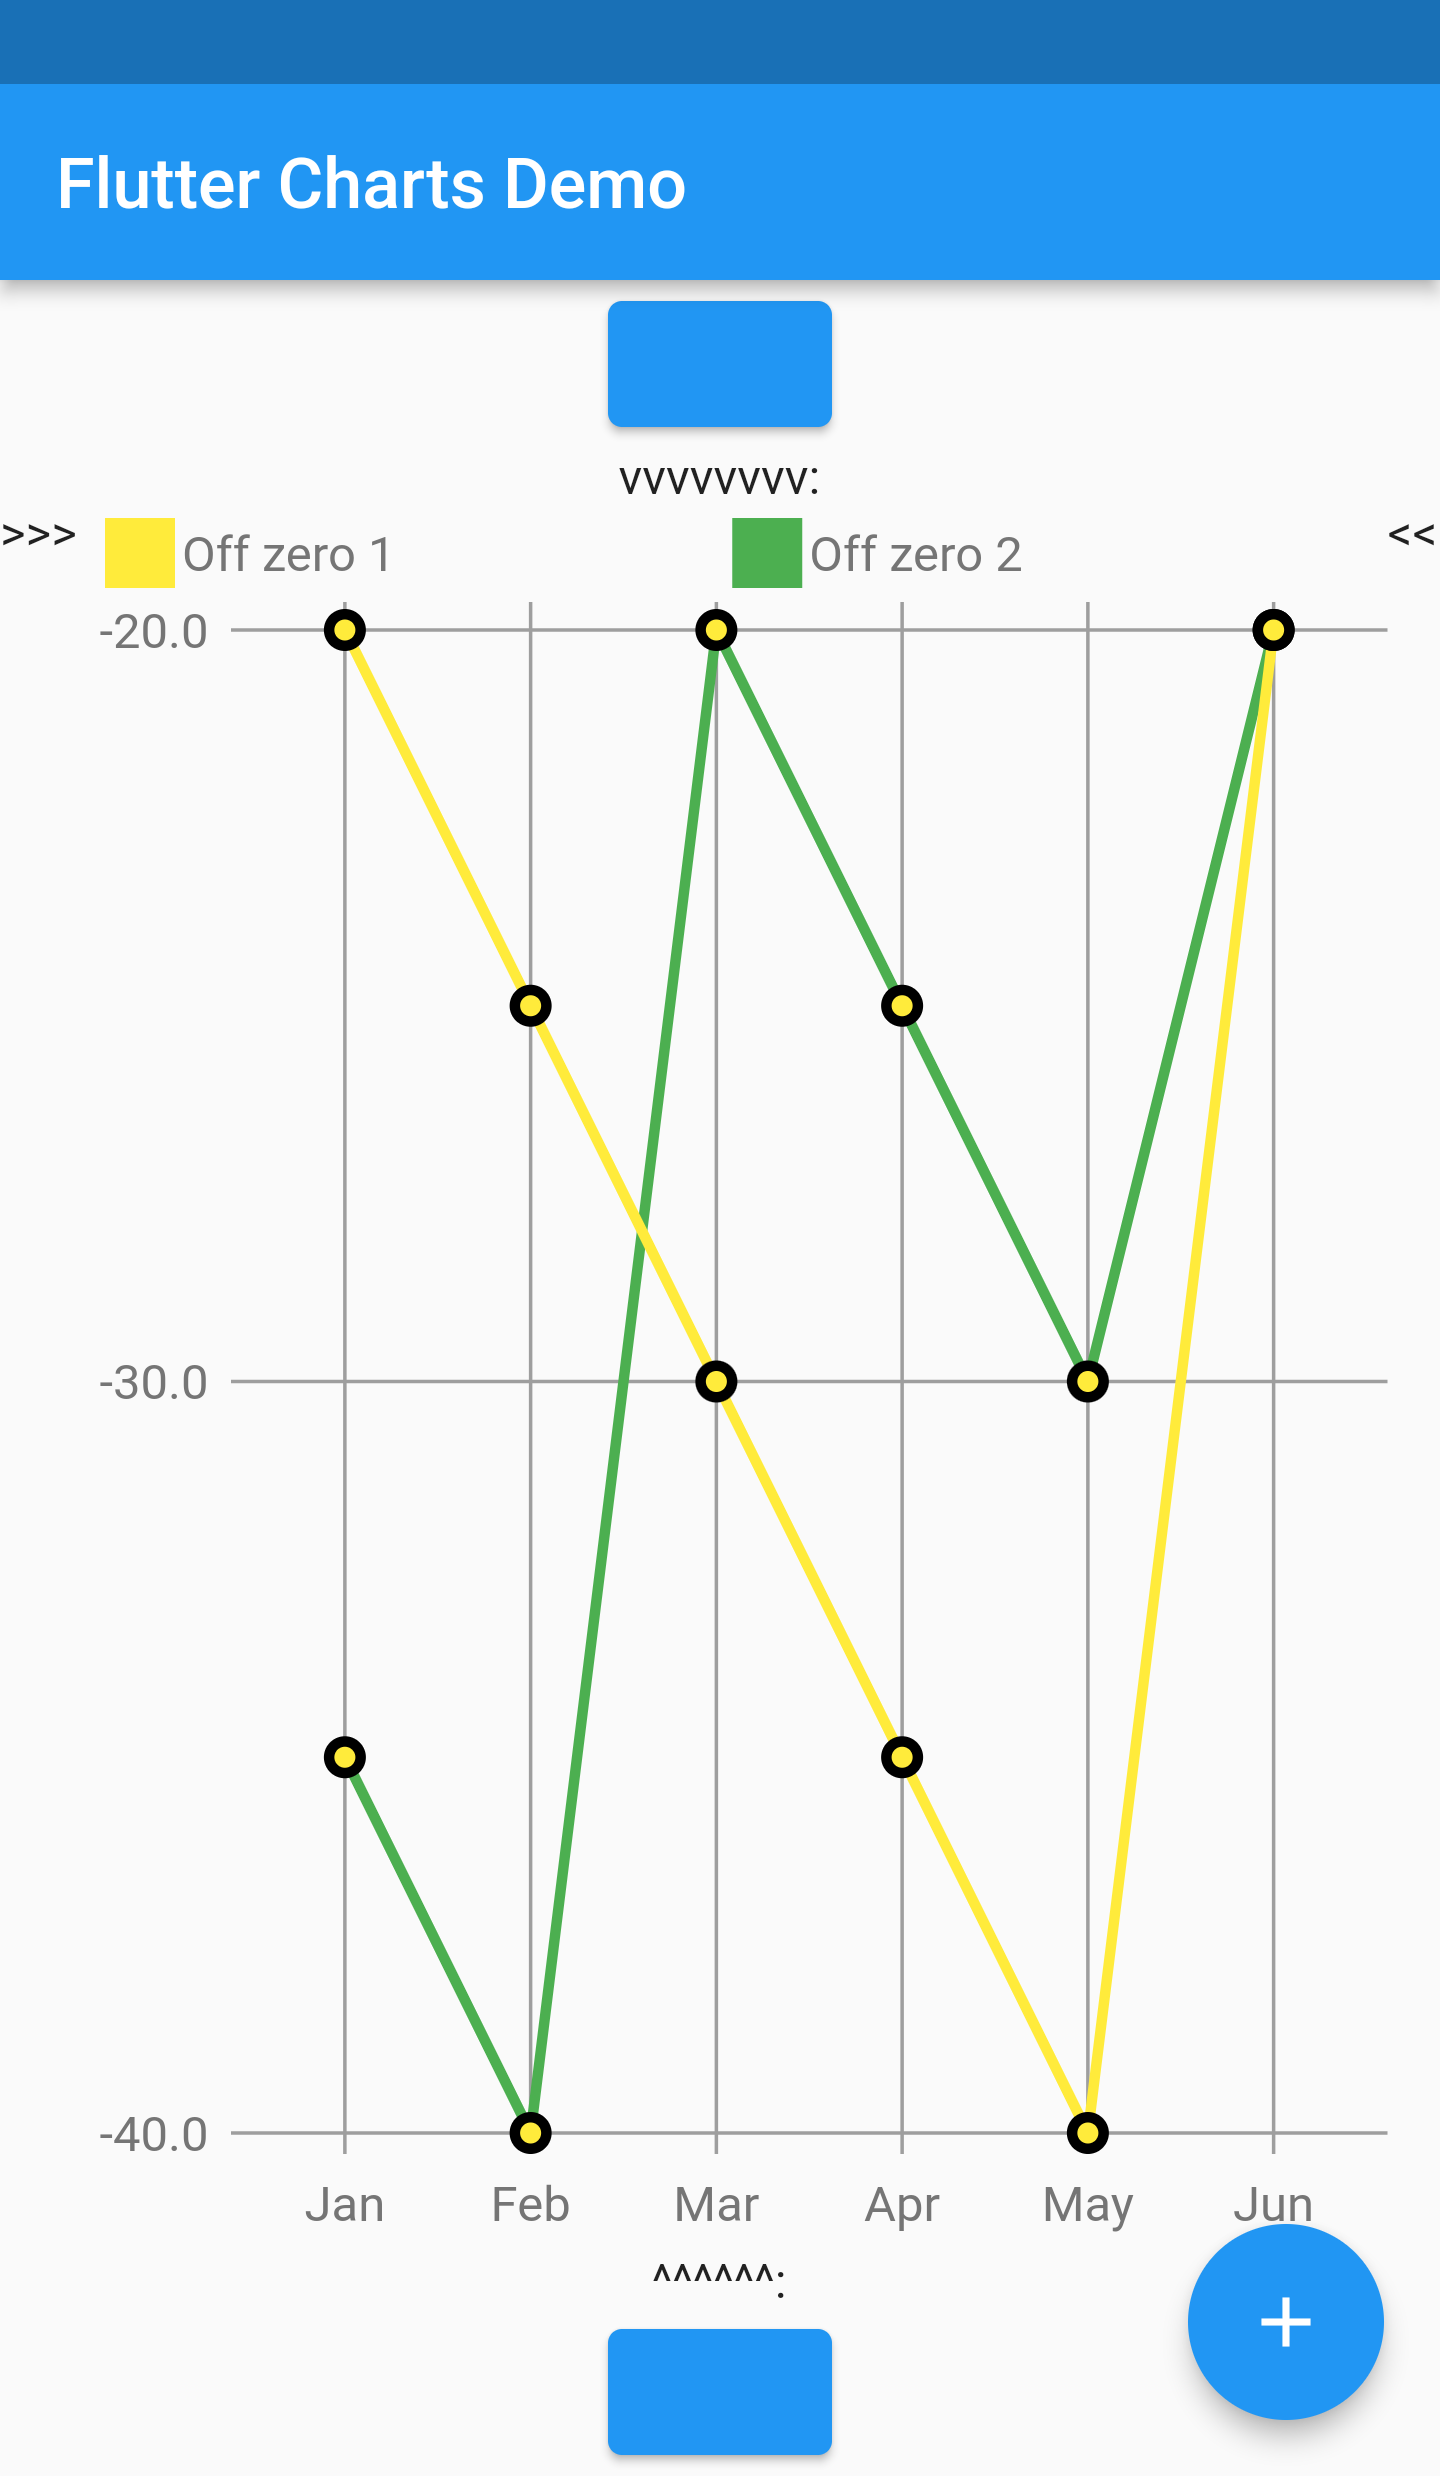 Flutter Charts Demo
vvvvvvvv:
>>> Off zero 1 Off zero 2 <<
-20.0
-30.0
-40.0
Jan Feb Mar Apr May Jun
^^^^^^:
+